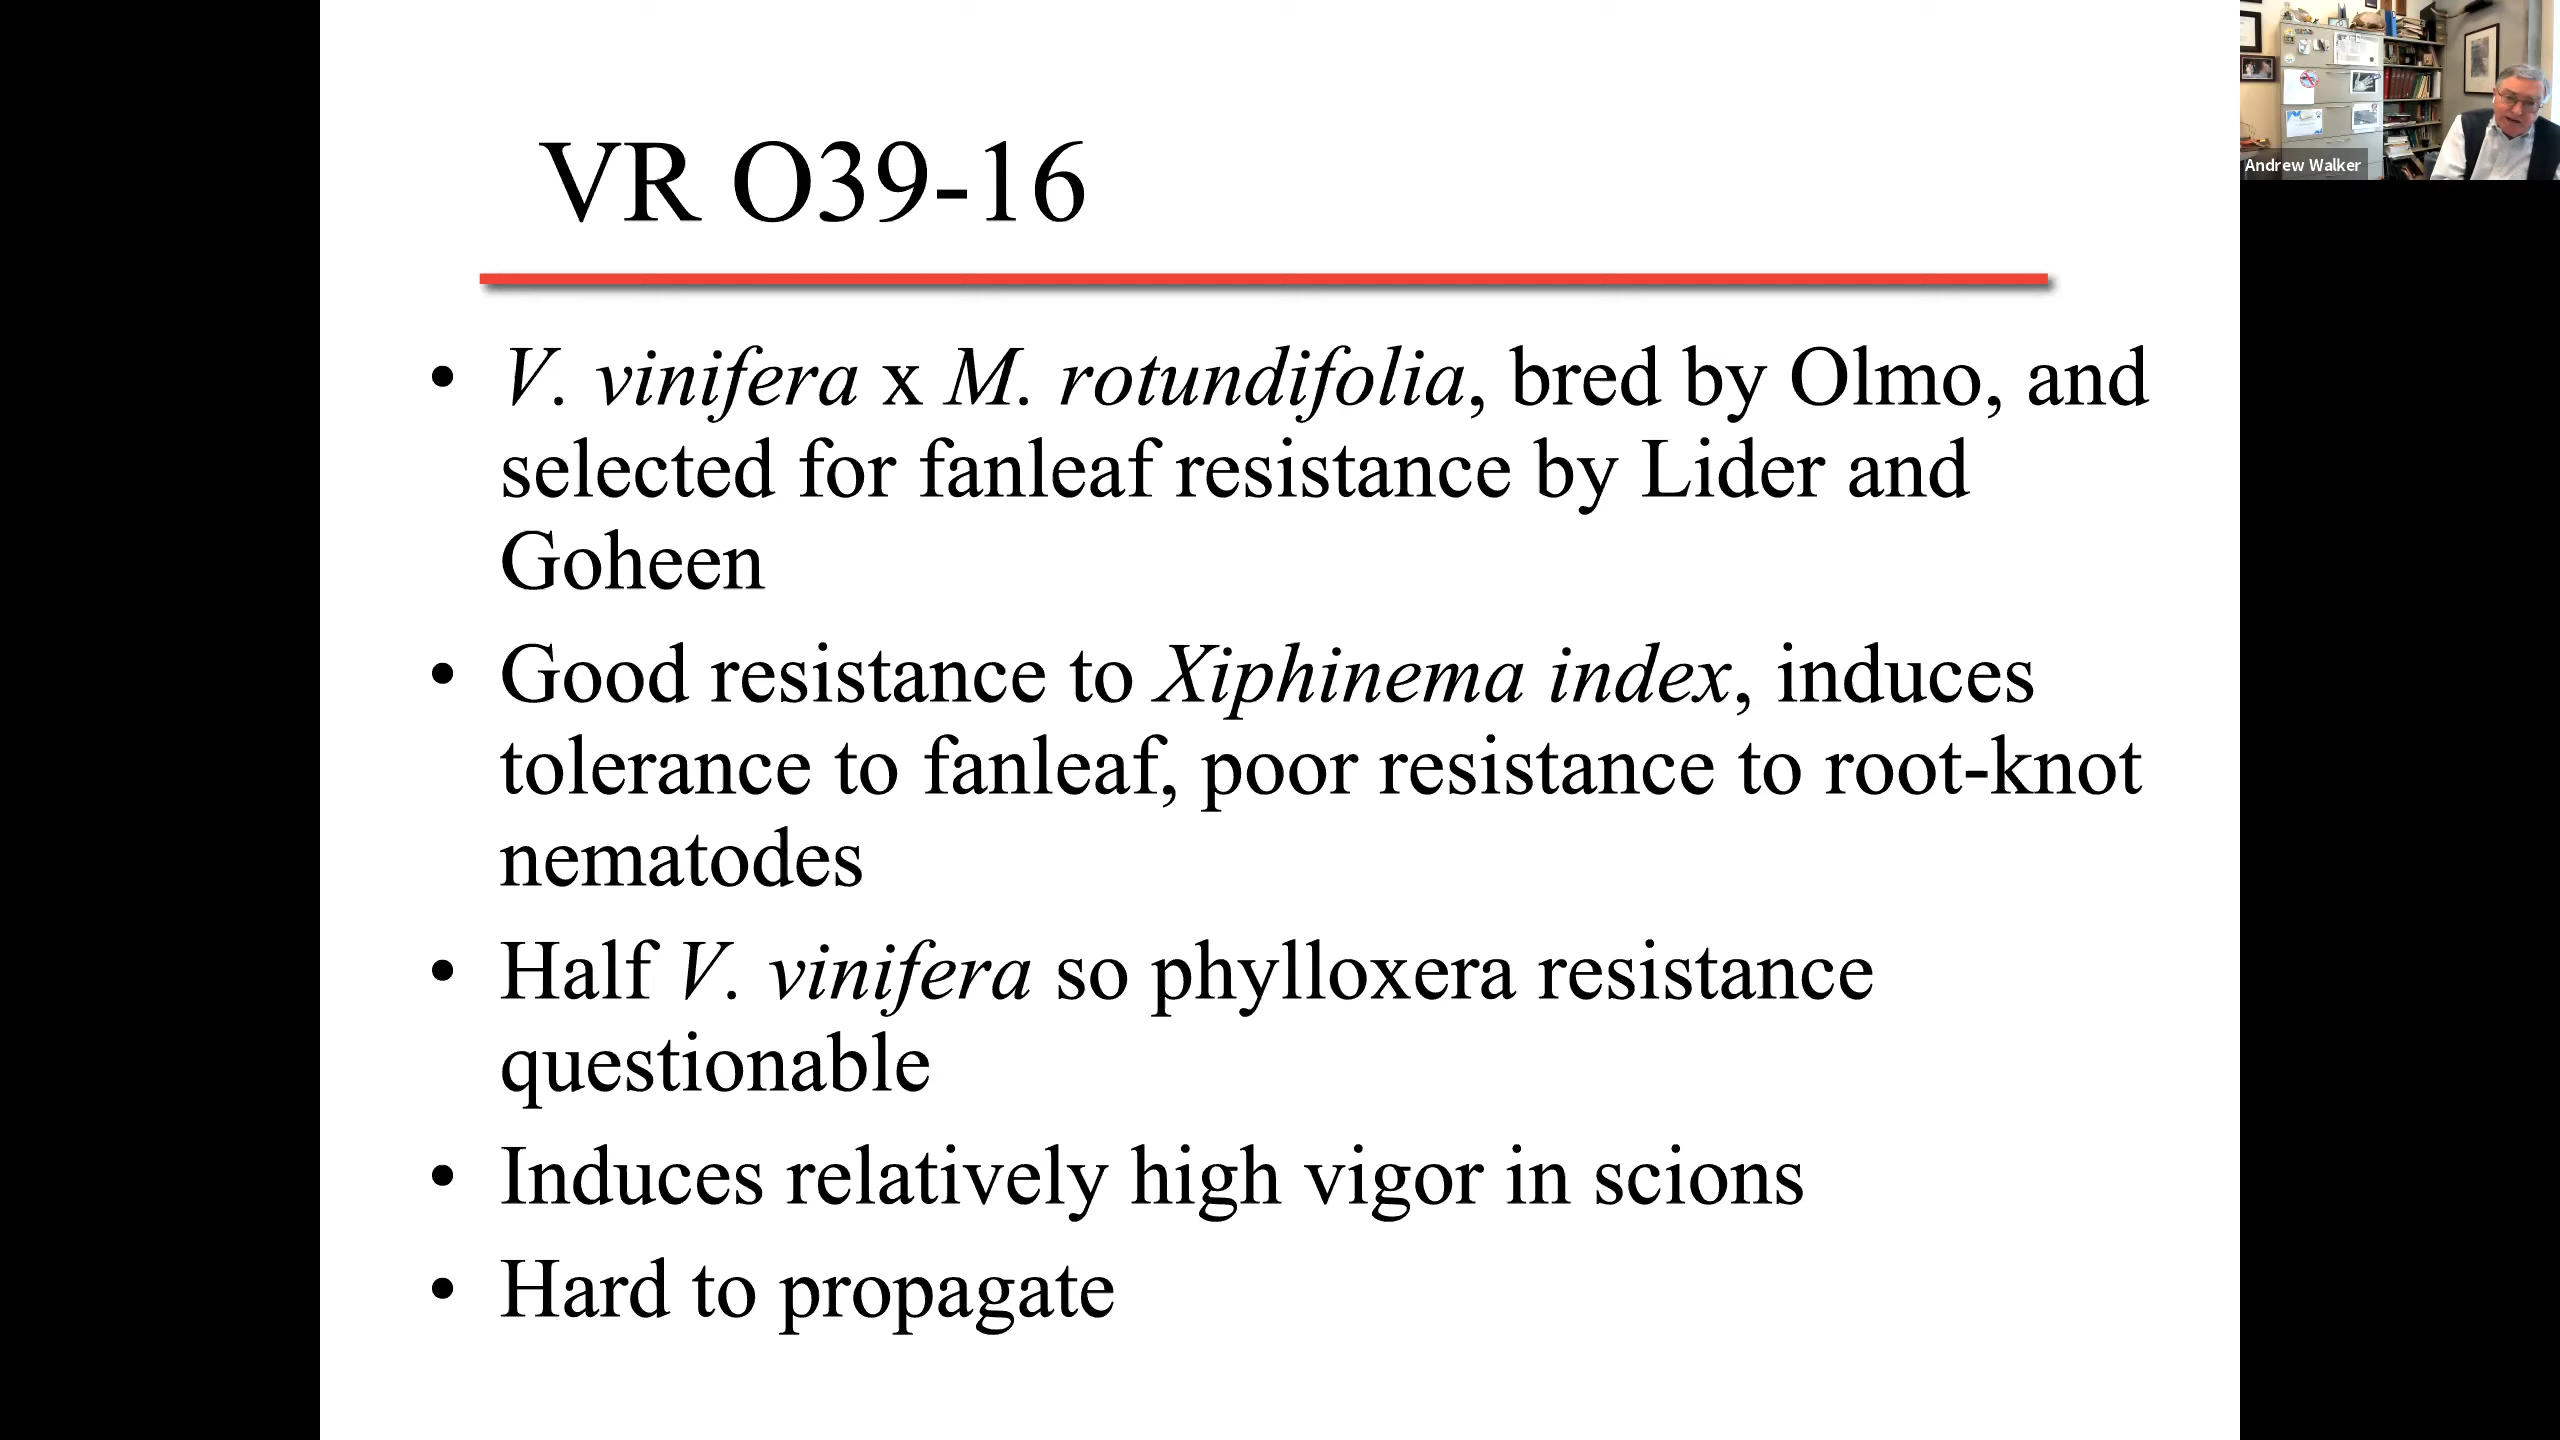 VR O39-16
• V. vinifera x M. rotundifolia, bred by Olmo, and
selected for fanleaf resistance by Lider and
Goheen
• Good resistance to Xiphinema index, induces
tolerance to fanleaf, poor resistance to root-knot
nematodes
• Half V. vinifera so phylloxera resistance
questionable
• Induces relatively high vigor in scions
• Hard to propagate
Andrew Walker